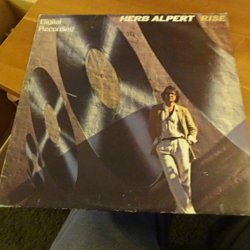 Digital
Recording
HERB ALPERT RISE